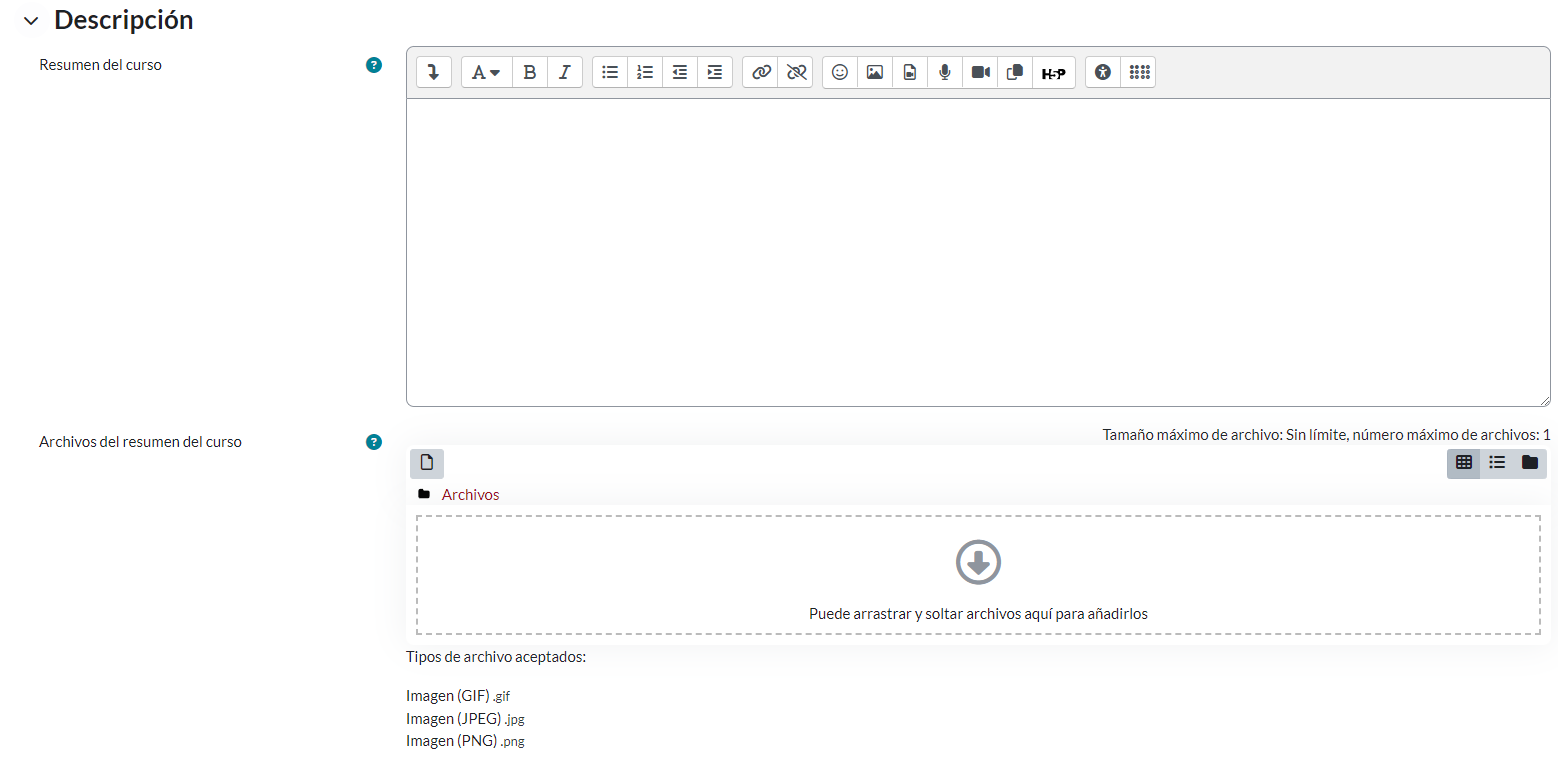 Descripción
Resumen del curso
A B I H-P
Archivos del resumen del curso
Tamaño máximo de archivo: Sin límite, número máximo de archivos: 1
Archivos
Puede arrastrar y soltar archivos aquí para añadirlos
Tipos de archivo aceptados:
Imagen (GIF) .gif
Imagen (JPEG) .jpg
Imagen (PNG) .png